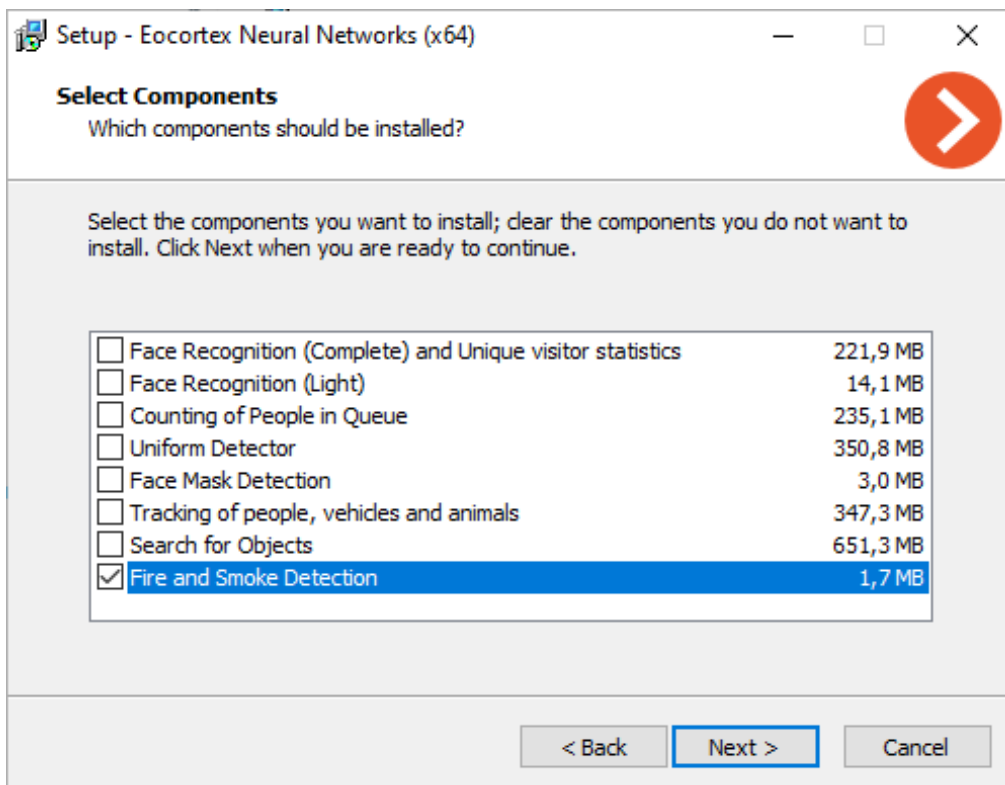 Setup - Eocortex Neural Networks (x64)
Select Components
Which components should be installed?
Select the components you want to install; clear the components you do not want to
install. Click Next when you are ready to continue.
Face Recognition (Complete) and Unique visitor statistics 221,9 MB
Face Recognition (Light) 14,1 MB
Counting of People in Queue 235,1 MB
Uniform Detector 350,8 MB
Face Mask Detection 3,0 MB
Tracking of people, vehicles and animals 347,3 MB
Search for Objects 651,3 MB
Fire and Smoke Detection 1,7 MB
< Back Next > Cancel